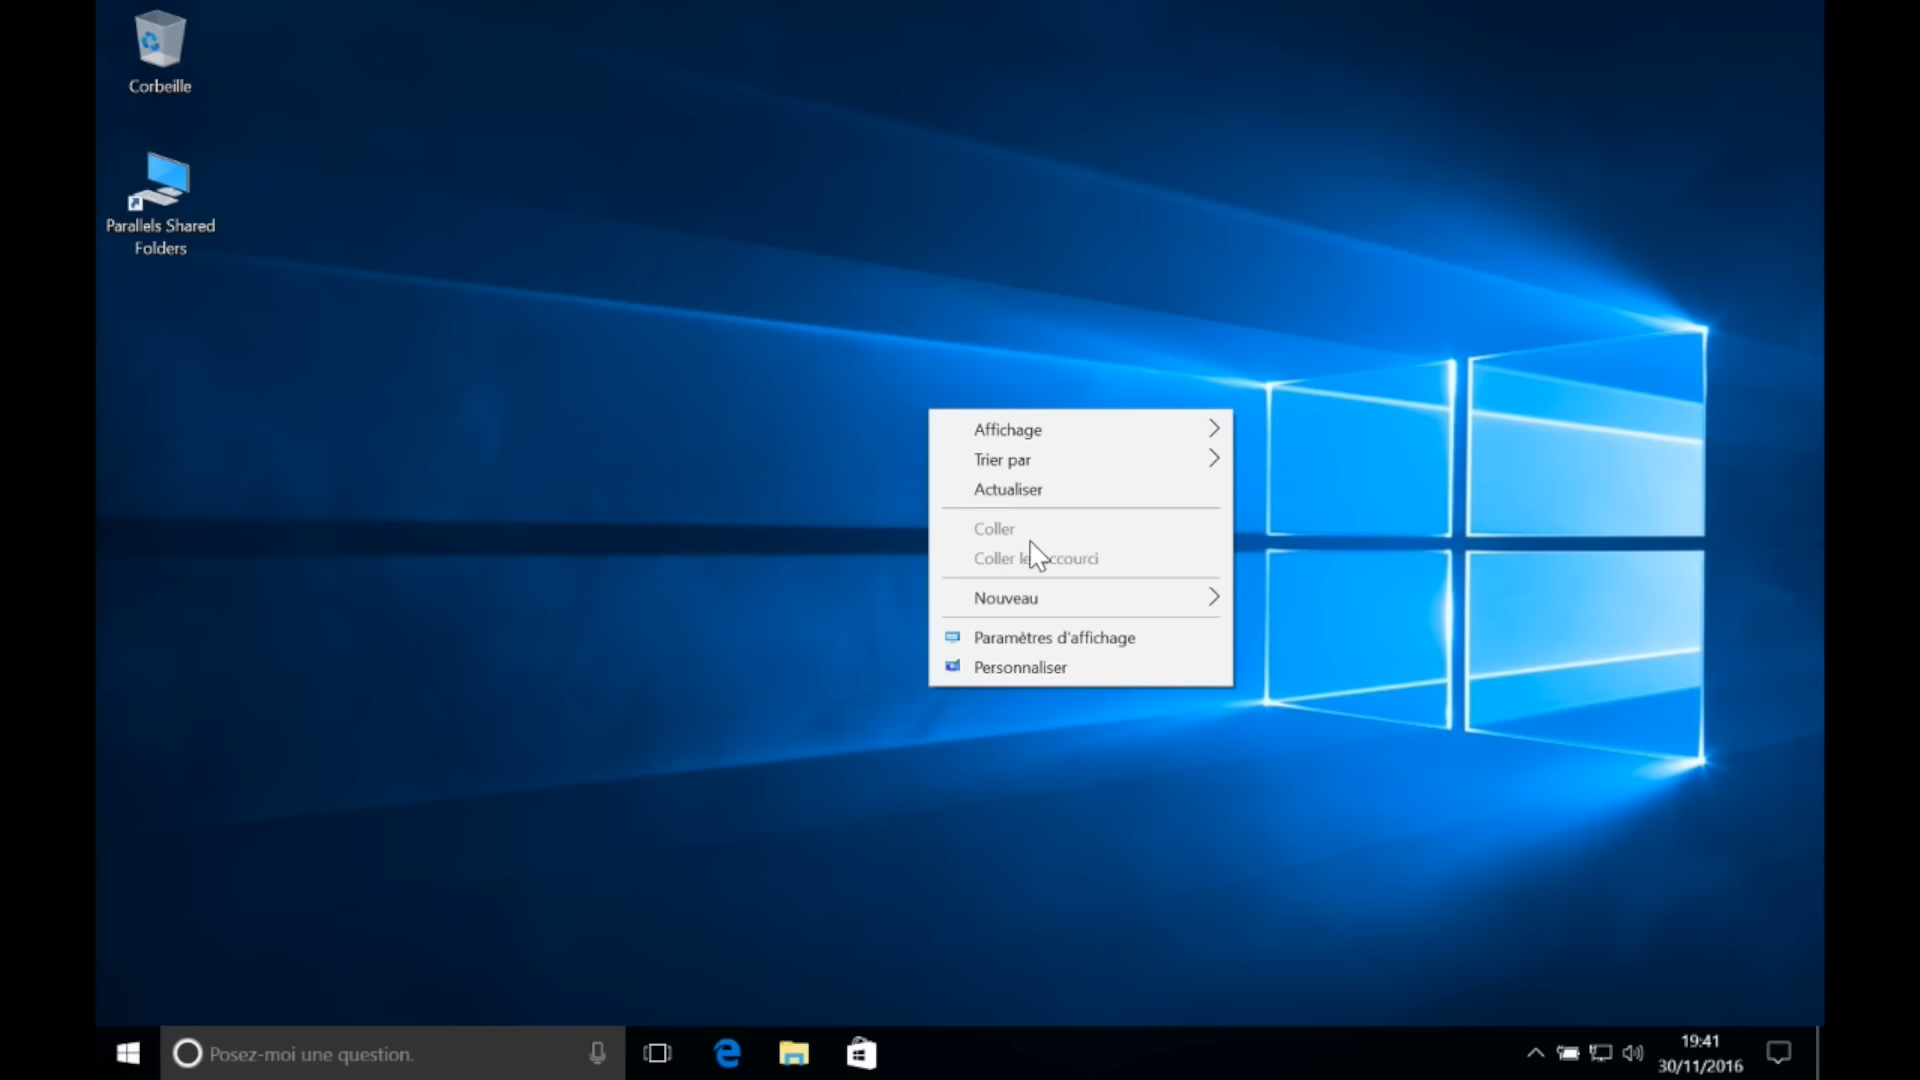 Corbeille
Parallels Shared
Folders
Affichage
Trier par
Actualiser
Coller
Coller
Nouveau
Paramètres d'affichage
Personnaliser
Posez-moi une question.
19:41
30/11/2016